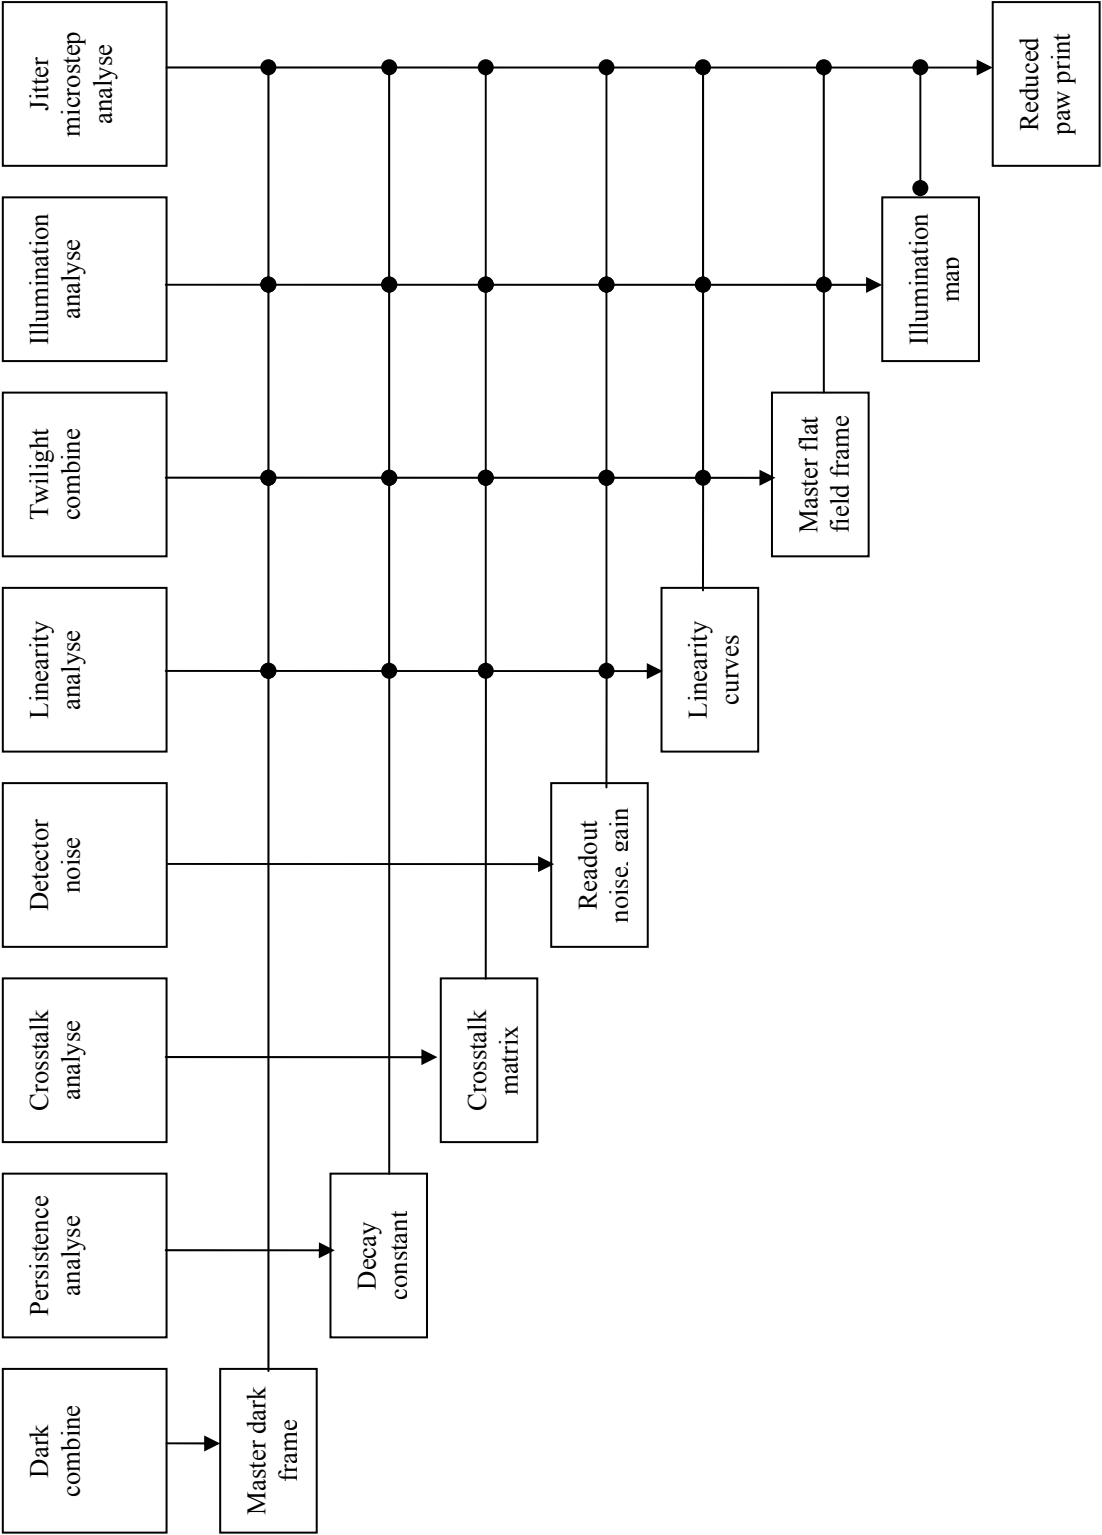 Dark
combine
Persistence
analyse
Crosstalk
analyse
Detector
noise
Linearity
analyse
Twilight
combine
Illumination
analyse
Jitter
microstep
analyse
Master dark
frame
Decay
constant
Crosstalk
matrix
Readout
noise, gain
Linearity
curves
Master flat
field frame
Illumination
map
Reduced
paw print